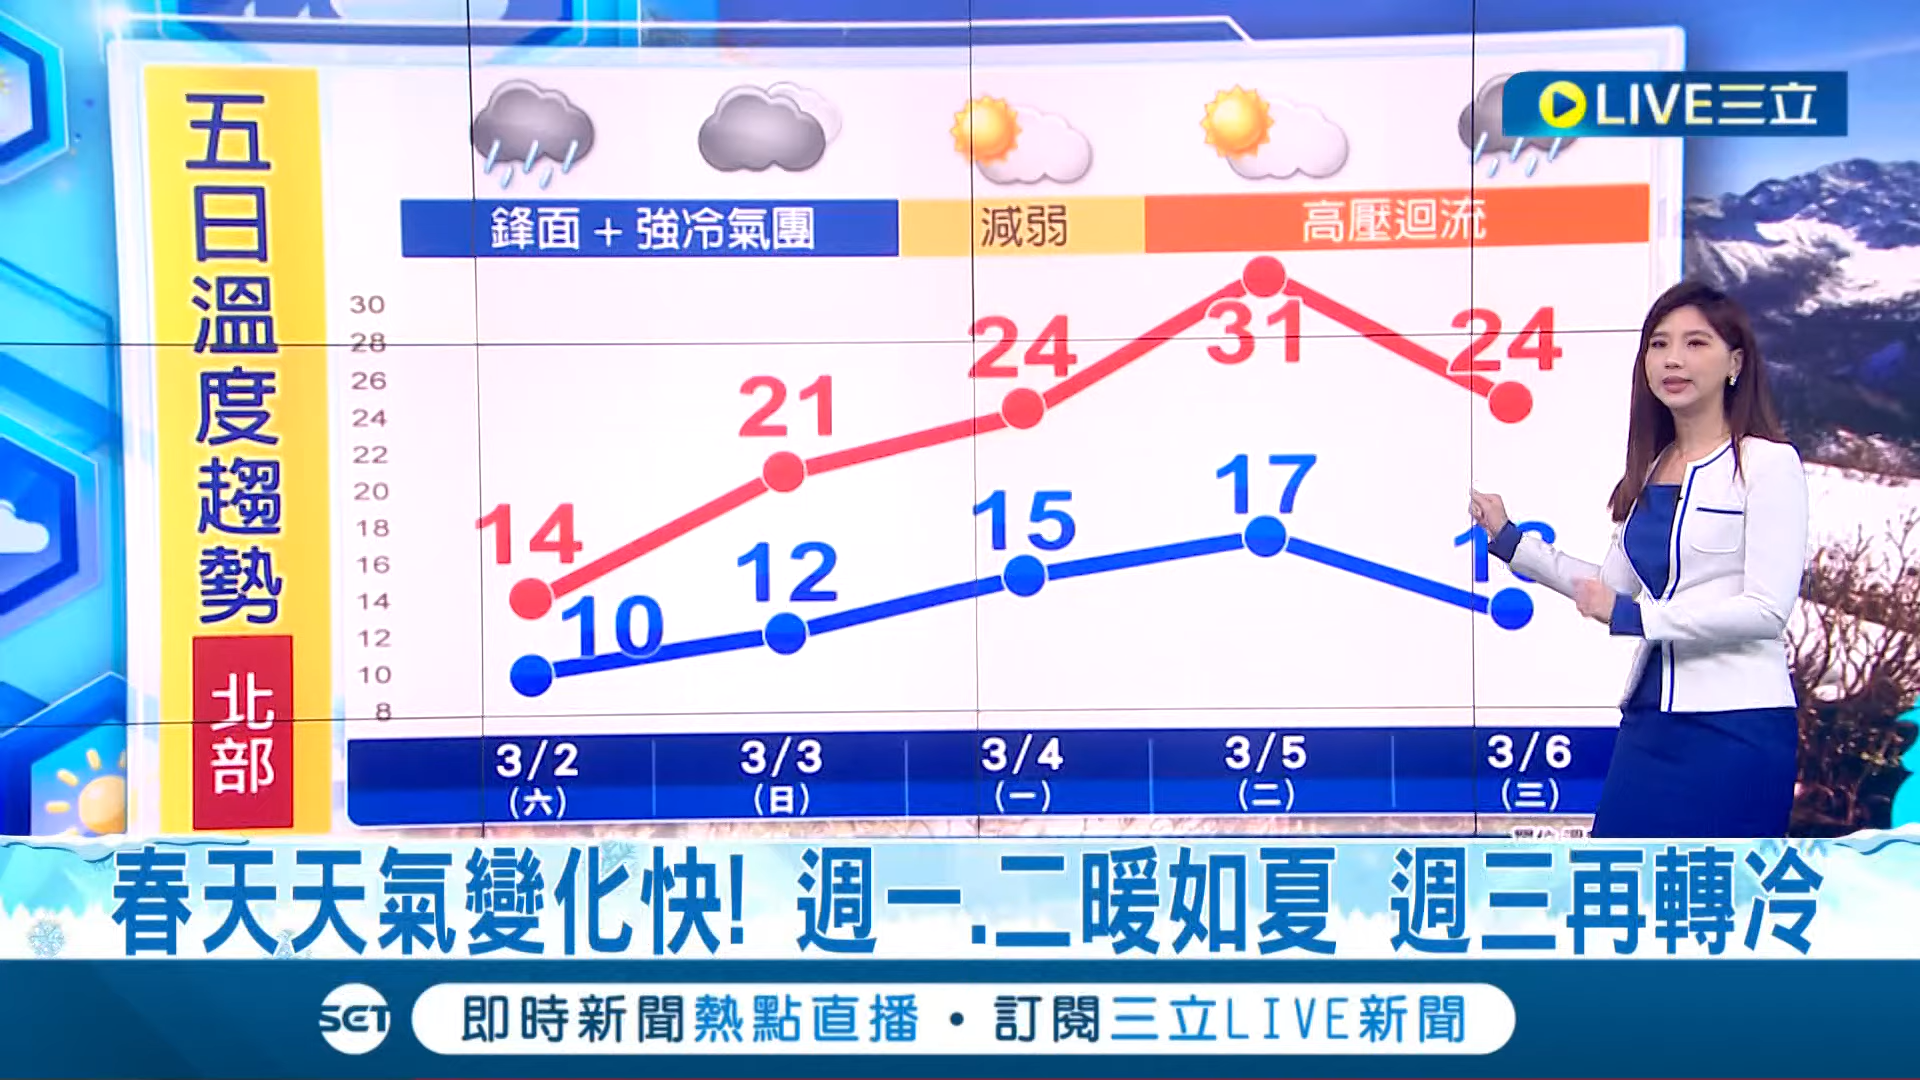 五日溫度趨勢
北部
LIVE三立
鋒面+強冷氣團 減弱 高壓迴流
30
28
26
24
22
20
18
16
14
12
10
8
14 21 24 31 24
10 12 15 17
3/2 3/3 3/4 3/5 3/6
(六) (日) (一) (二) (三)
春天天氣變化快! 週一.二暖如夏 週三再轉冷
SET 即時新聞熱點直播・訂閱三立LIVE新聞